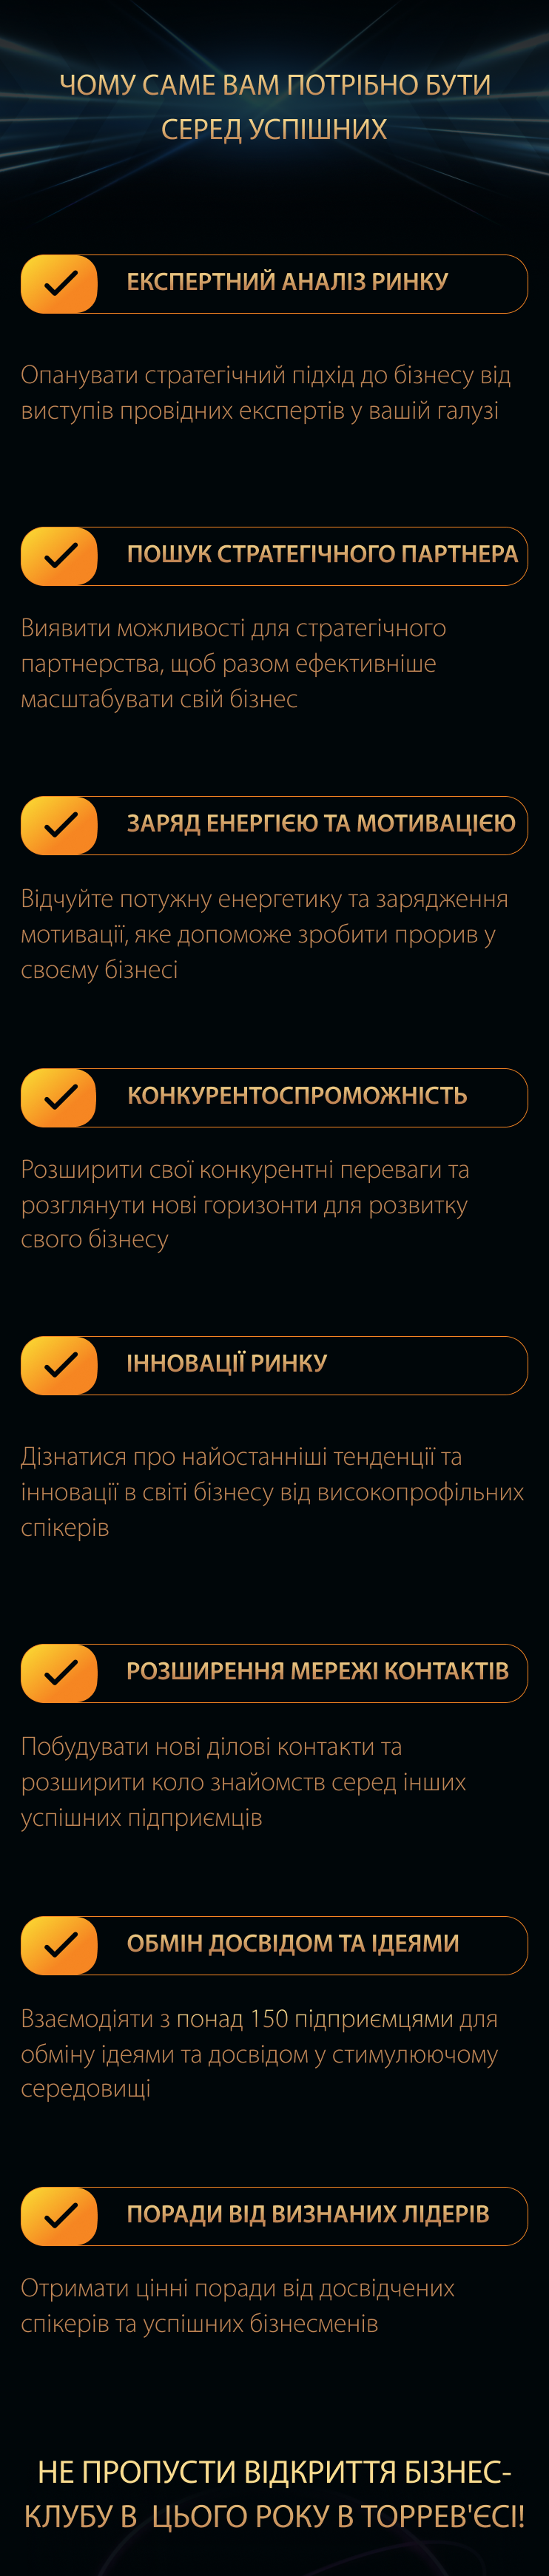 ЧОМУ САМЕ ВАМ ПОТРІБНО БУТИ
СЕРЕД УСПІШНИХ
ЕКСПЕРТНИЙ АНАЛІЗ РИНКУ
Опанувати стратегічний підхід до бізнесу від
виступів провідних експертів у вашій галузі
ПОШУК СТРАТЕГІЧНОГО ПАРТНЕРА
Виявити можливості для стратегічного
партнерства, щоб разом ефективніше
масштабувати свій бізнес
ЗАРЯД ЕНЕРГІЄЮ ТА МОТИВАЦІЄЮ
Відчуйте потужну енергетику та зарядження
мотивації, яке допоможе зробити прорив у
своєму бізнесі
КОНКУРЕНТОСПРОМОЖНІСТЬ
Розширити свої конкурентні переваги та
розглянути нові горизонти для розвитку
свого бізнесу
ІННОВАЦІЇ РИНКУ
Дізнатися про найостанніші тенденції та
інновації в світі бізнесу від високопрофільних
спікерів
РОЗШИРЕННЯ МЕРЕЖІ КОНТАКТІВ
Побудувати нові ділові контакти та
розширити коло знайомств серед інших
успішних підприємців
ОБМІН ДОСВІДОМ ТА ІДЕЯМИ
Взаємодіяти з понад 150 підприємцями для
обміну ідеями та досвідом у стимулюючому
середовищі
ПОРАДИ ВІД ВИЗНАНИХ ЛІДЕРІВ
Отримати цінні поради від досвідчених
спікерів та успішних бізнесменів
НЕ ПРОПУСТИ ВІДКРИТТЯ БІЗНЕС-
КЛУБУ В ЦЬОГО РОКУ В ТОРРЕВ'ЄСІ!